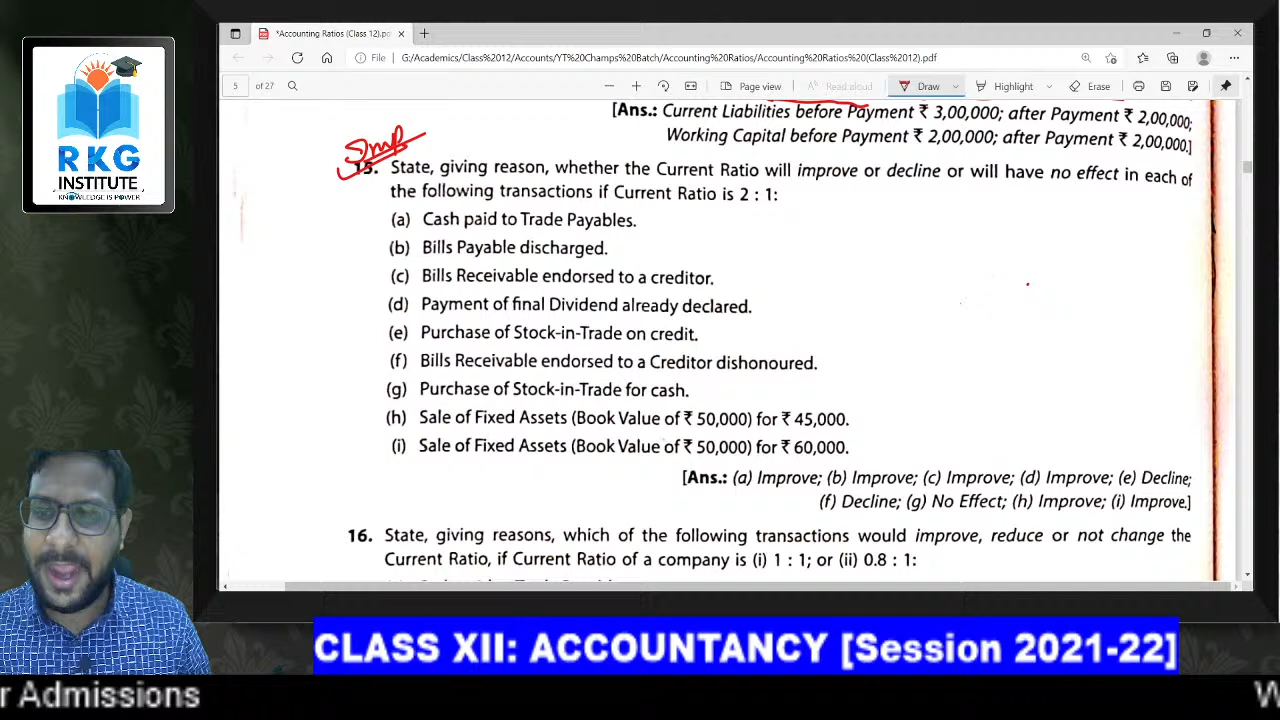 *Accounting Ratios (Class 12).pd
File
G:/Academics/Class%2012/Accounts/YT%20Champs%20Batch/Accounting%20Ratios/Accounting%20Ratios%20(Class%2012).pdf
5 of 27
Page view
Read aloud
Draw
Highlight
RKG
INSTITUTE
KNOWLEDGE IS POWER
[Ans.: Current Liabilities before Payment ₹ 3,00,000; after Payment ₹ 2,00,000;
Working Capital before Payment ₹ 2,00,000; after Payment ₹ 2,00,000.]
Imp
15. State, giving reason, whether the Current Ratio will improve or decline or will have no effect in each of
the following transactions if Current Ratio is 2 : 1:
(a) Cash paid to Trade Payables.
(b) Bills Payable discharged.
(c) Bills Receivable endorsed to a creditor.
(d) Payment of final Dividend already declared.
(e) Purchase of Stock-in-Trade on credit.
(f) Bills Receivable endorsed to a Creditor dishonoured.
(g) Purchase of Stock-in-Trade for cash.
(h) Sale of Fixed Assets (Book Value of ₹ 50,000) for ₹ 45,000.
(i) Sale of Fixed Assets (Book Value of ₹ 50,000) for ₹ 60,000.
[Ans.: (a) Improve; (b) Improve; (c) Improve; (d) Improve; (e) Decline;
(f) Decline; (g) No Effect; (h) Improve; (i) Improve.]
16. State, giving reasons, which of the following transactions would improve, reduce or not change the
Current Ratio, if Current Ratio of a company is (i) 1 : 1; or (ii) 0.8 : 1:
CLASS XII: ACCOUNTANCY [Session 2021-22]
r Admissions
W